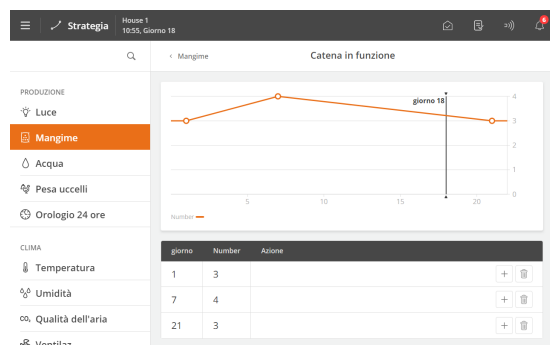 Strategia
House 1
10:55, Giorno 18
6
PRODUZIONE
Luce
Mangime
Acqua
Pesa uccelli
Orologio 24 ore
CLIMA
Temperatura
Umidità
CO₂ Qualità dell'aria
Ventilaz
Mangime
Catena in funzione
giorno 18
4
3
2
1
0
5 10 15 20
Number
giorno Number Azione
1 3
7 4
21 3